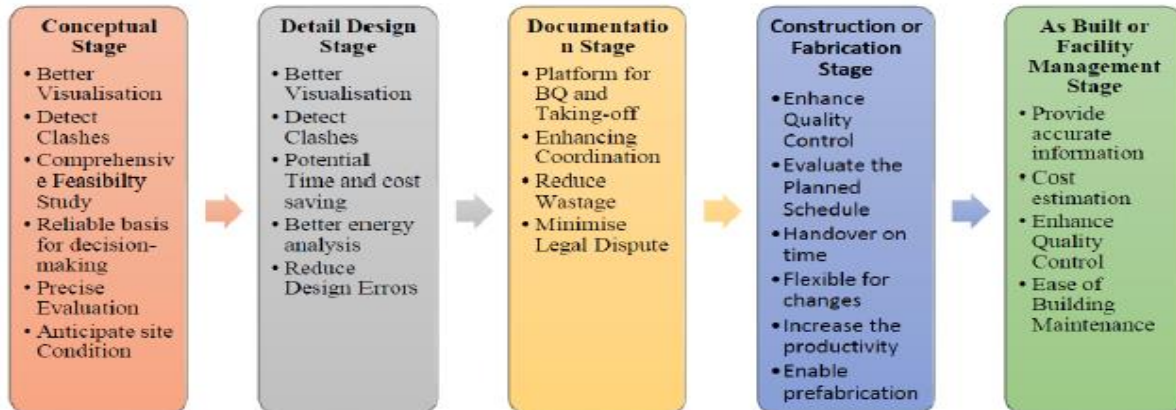 Conceptual
Stage
• Better
Visualisation
• Detect
Clashes
• Comprehensiv
e Feasibilty
Study
• Reliable basis
for decision-
making
• Precise
Evaluation
• Anticipate site
Condition
Detail Design
Stage
• Better
Visualisation
• Detect
Clashes
• Potential
Time and cost
saving
• Better energy
analysis
• Reduce
Design Errors
Documentatio
n Stage
• Platform for
BQ and
Taking-off
• Enhancing
Coordination
• Reduce
Wastage
• Minimise
Legal Dispute
Construction or
Fabrication
Stage
• Enhance
Quality
Control
• Evaluate the
Planned
Schedule
• Handover on
time
• Flexible for
changes
• Increase the
productivity
• Enable
prefabrication
As Built or
Facility
Management
Stage
• Provide
accurate
information
• Cost
estimation
• Enhance
Quality
Control
• Ease of
Building
Maintenance